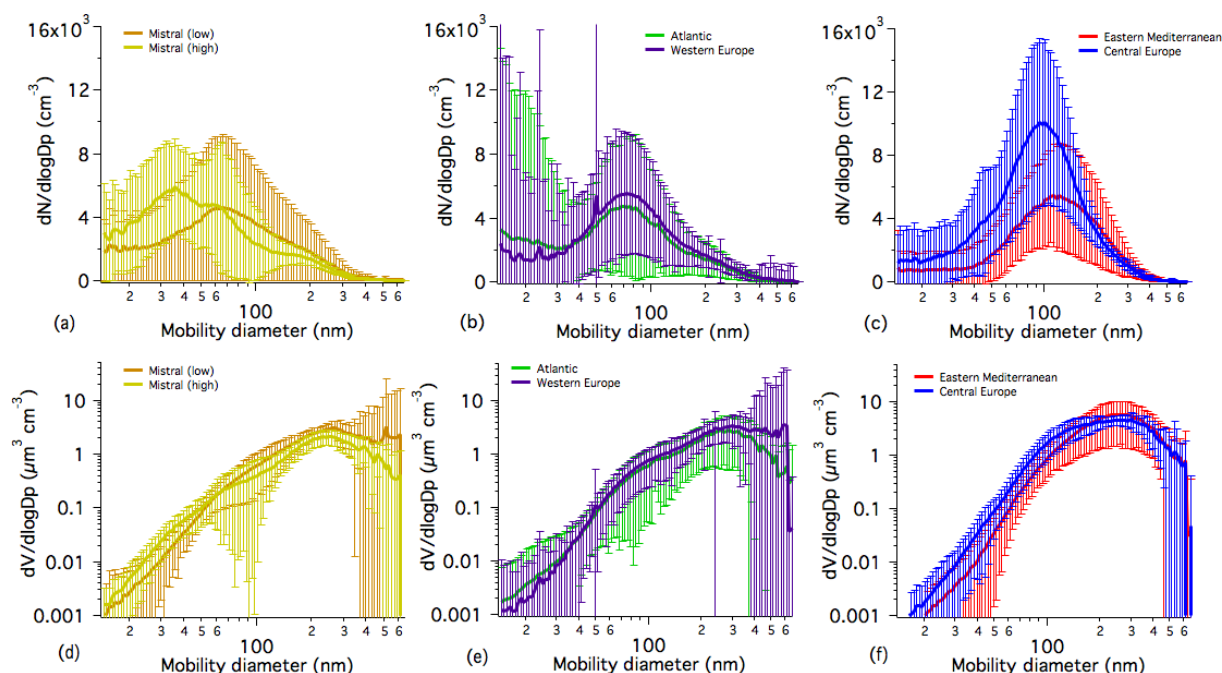 16x10³
12
8
4
0
dN/dlogDp (cm⁻³)
Mistral (low)
Mistral (high)
2 3 4 5 6 100 2 3 4 5 6
(a) Mobility diameter (nm)
16x10³
12
8
4
0
dN/dlogDp (cm⁻³)
Atlantic
Western Europe
2 3 4 5 6 100 2 3 4 5 6
(b) Mobility diameter (nm)
16x10³
12
8
4
0
dN/dlogDp (cm⁻³)
Eastern Mediterranean
Central Europe
2 3 4 5 6 100 2 3 4 5 6
(c) Mobility diameter (nm)
10
1
0.1
0.01
0.001
dV/dlogDp (µm³ cm⁻³)
Mistral (low)
Mistral (high)
2 3 4 5 6 100 2 3 4 5 6
(d) Mobility diameter (nm)
10
1
0.1
0.01
0.001
dV/dlogDp (µm³ cm⁻³)
Atlantic
Western Europe
2 3 4 5 6 100 2 3 4 5 6
(e) Mobility diameter (nm)
10
1
0.1
0.01
0.001
dV/dlogDp (µm³ cm⁻³)
Eastern Mediterranean
Central Europe
2 3 4 5 6 100 2 3 4 5 6
(f) Mobility diameter (nm)